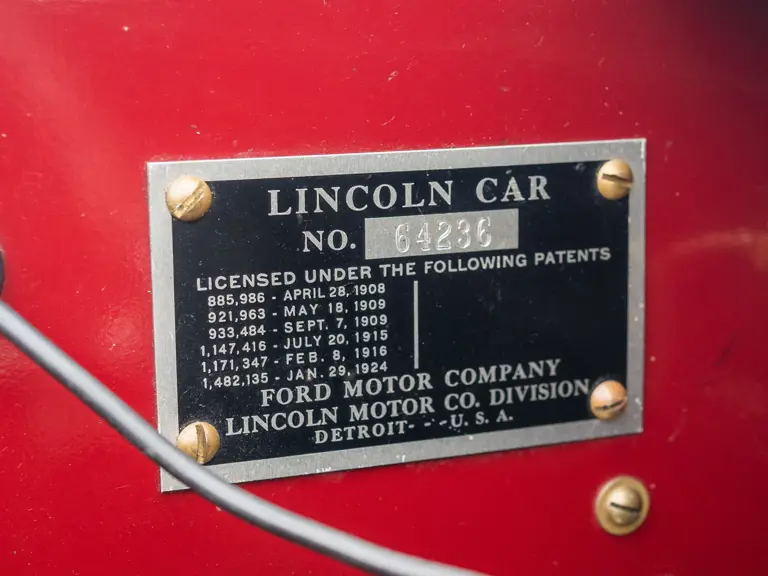 LINCOLN CAR
NO. 64236
LICENSED UNDER THE FOLLOWING PATENTS
885,986 - APRIL 28, 1908
921,963 - MAY 18, 1909
933,484 - SEPT. 7, 1909
1,147,416 - JULY 20, 1915
1,171,347 - FEB. 8, 1916
1,482,135 - JAN. 29, 1924
FORD MOTOR COMPANY
LINCOLN MOTOR CO. DIVISION
DETROIT - - - U. S. A.